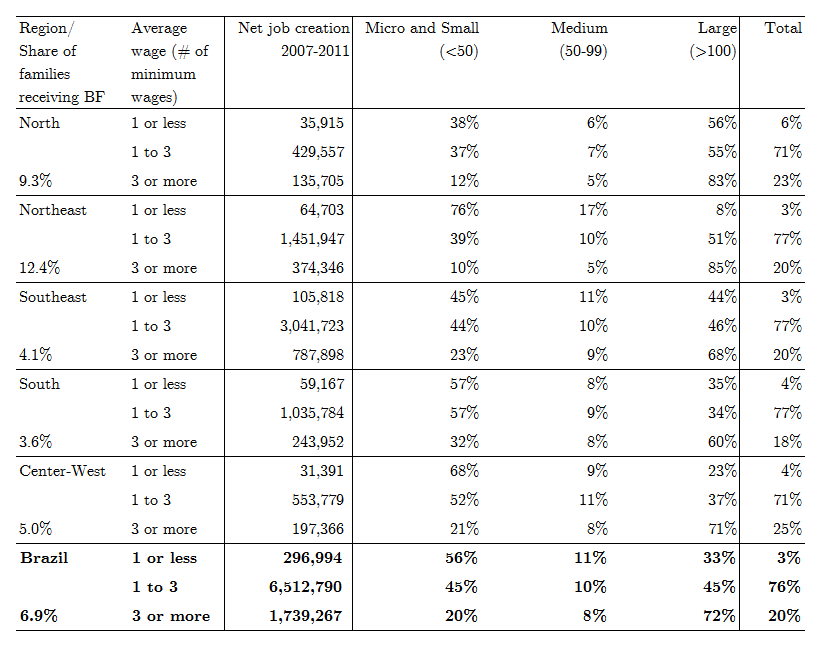 Region/ Average Net job creation Micro and Small Medium Large Total
Share of wage (# of 2007-2011 (<50) (50-99) (>100)
families minimum
receiving BF wages)
North 1 or less 35,915 38% 6% 56% 6%
1 to 3 429,557 37% 7% 55% 71%
9.3% 3 or more 135,705 12% 5% 83% 23%
Northeast 1 or less 64,703 76% 17% 8% 3%
1 to 3 1,451,947 39% 10% 51% 77%
12.4% 3 or more 374,346 10% 5% 85% 20%
Southeast 1 or less 105,818 45% 11% 44% 3%
1 to 3 3,041,723 44% 10% 46% 77%
4.1% 3 or more 787,898 23% 9% 68% 20%
South 1 or less 59,167 57% 8% 35% 4%
1 to 3 1,035,784 57% 9% 34% 77%
3.6% 3 or more 243,952 32% 8% 60% 18%
Center-West 1 or less 31,391 68% 9% 23% 4%
1 to 3 553,779 52% 11% 37% 71%
5.0% 3 or more 197,366 21% 8% 71% 25%
Brazil 1 or less 296,994 56% 11% 33% 3%
1 to 3 6,512,790 45% 10% 45% 76%
6.9% 3 or more 1,739,267 20% 8% 72% 20%